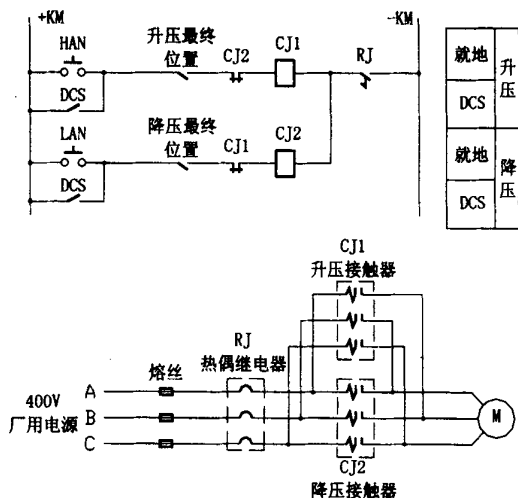 +KM
-KM
HAN
升压最终
位置
CJ2
CJ1
RJ
DCS
LAN
降压最终
位置
CJ1
CJ2
DCS
就地
DCS
升压
就地
DCS
降压
CJ1
升压接触器
RJ
热偶继电器
熔丝
400V
厂用电源
A
B
C
M
CJ2
降压接触器